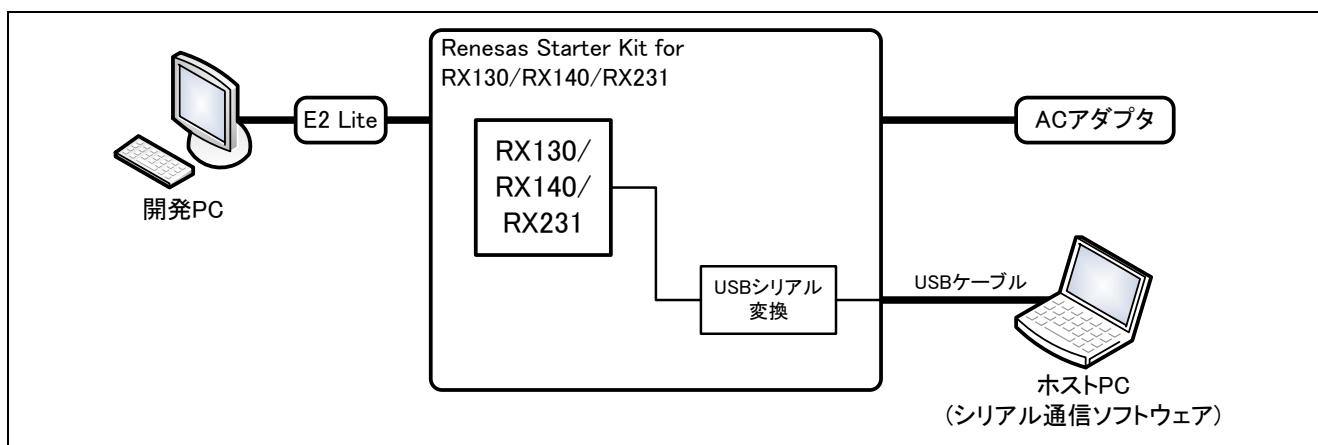 Renesas Starter Kit for
RX130/RX140/RX231
E2 Lite
ACアダプタ
RX130/
RX140/
RX231
開発PC
USBシリアル
変換
USBケーブル
ホストPC
(シリアル通信ソフトウェア)